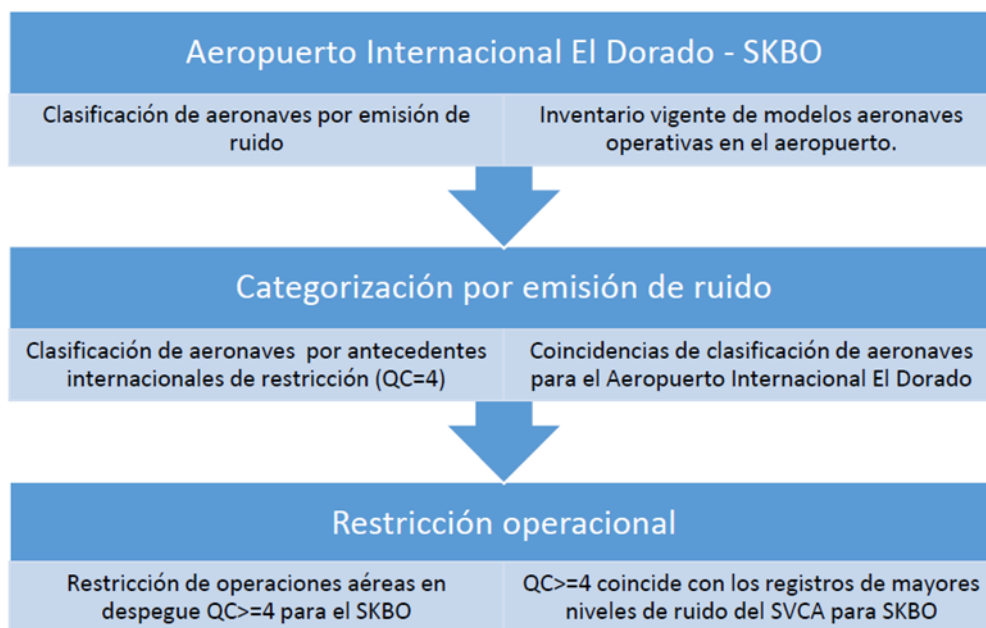 Aeropuerto Internacional El Dorado - SKBO
Clasificación de aeronaves por emisión de
ruido
Inventario vigente de modelos aeronaves
operativas en el aeropuerto.
Categorización por emisión de ruido
Clasificación de aeronaves por antecedentes
internacionales de restricción (QC=4)
Coincidencias de clasificación de aeronaves
para el Aeropuerto Internacional El Dorado
Restricción operacional
Restricción de operaciones aéreas en
despegue QC>=4 para el SKBO
QC>=4 coincide con los registros de mayores
niveles de ruido del SVCA para SKBO